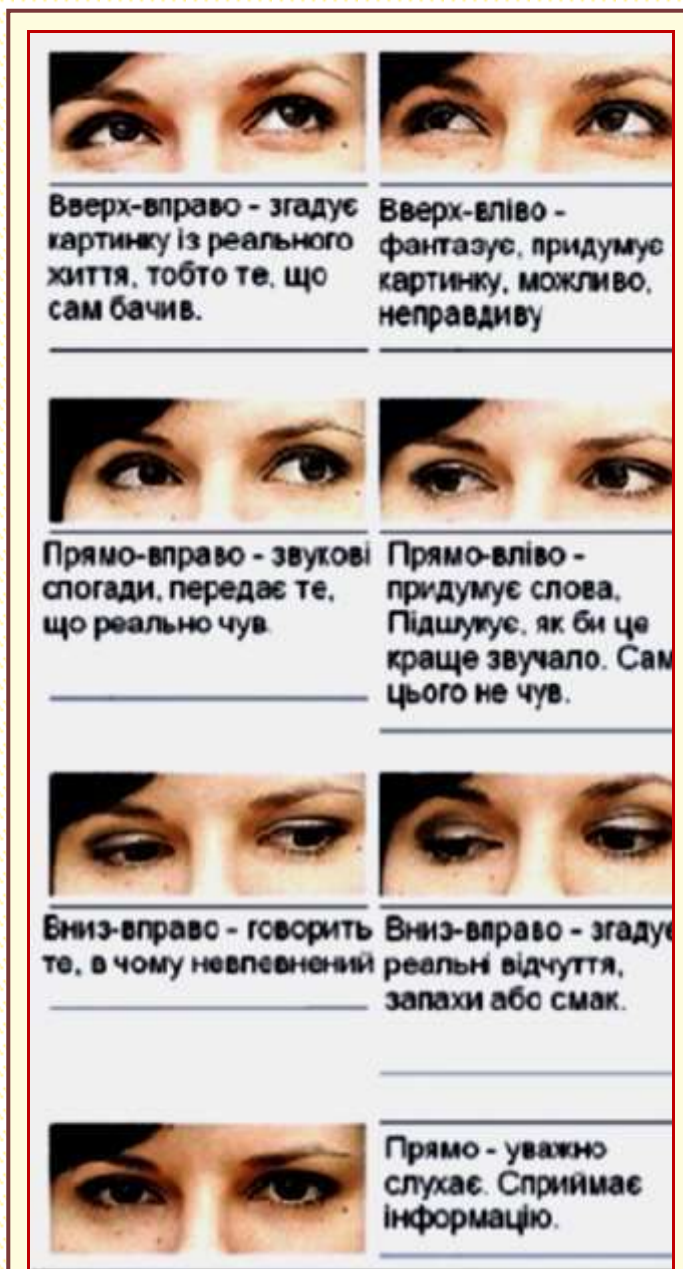 Вверх-вправо - згадує
картинку із реального
життя, тобто те, що
сам бачив.
Вверх-вліво -
фантазує, придумує
картинку, можливо,
неправдиву
Прямо-вправо - звукові
спогади, передає те,
що реально чув.
Прямо-вліво -
придумує слова,
Підшукує, як би це
краще звучало. Сам
цього не чув.
Вниз-вправо - говорить
те, в чому невпевнений
Вниз-вправо - згадує
реальні відчуття,
запахи або смак.
Прямо - уважно
слухає. Сприймає
інформацію.